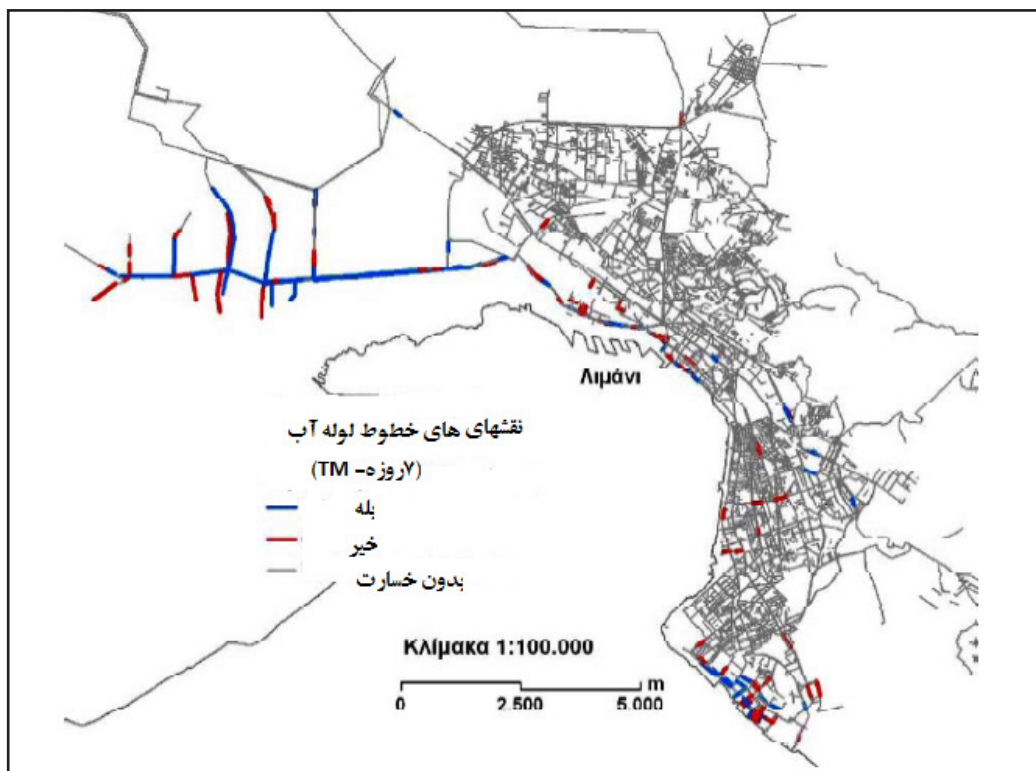 Λιμάνι
نقشهای های خطوط لوله آب
(۷روزه- TM)
بله
خیر
بدون خسارت
Κλίμακα 1:100.000
m
0 2.500 5.000